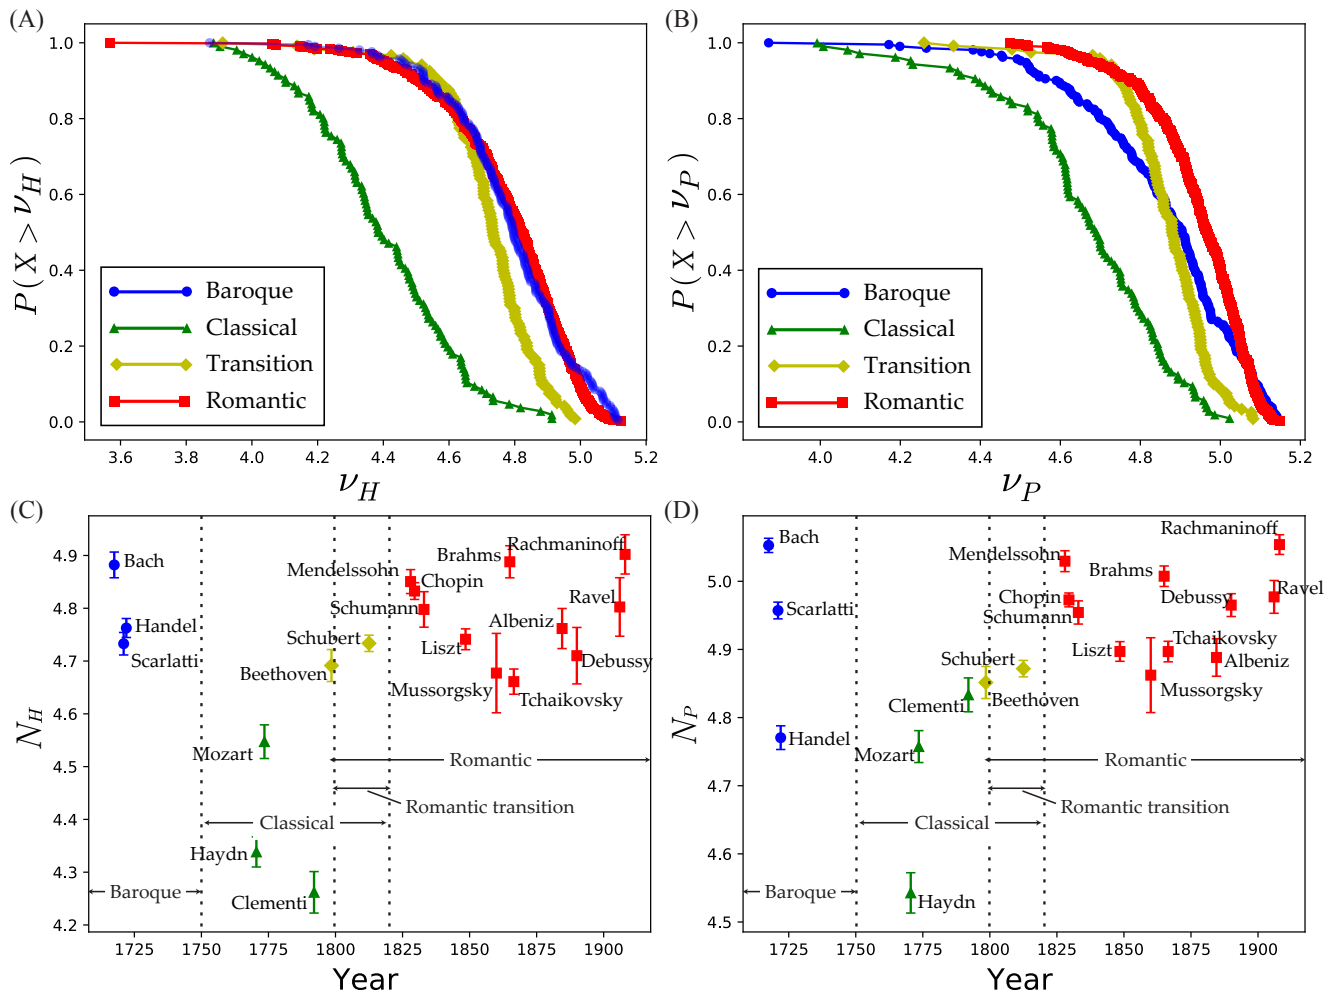 (A)
P(X > ν_H)
1.0
0.8
0.6
0.4
0.2
0.0
Baroque
Classical
Transition
Romantic
3.6 3.8 4.0 4.2 4.4 4.6 4.8 5.0 5.2
ν_H
(B)
P(X > ν_P)
1.0
0.8
0.6
0.4
0.2
0.0
Baroque
Classical
Transition
Romantic
4.0 4.2 4.4 4.6 4.8 5.0 5.2
ν_P
(C)
N_H
4.9
4.8
4.7
4.6
4.5
4.4
4.3
4.2
Bach
Handel
Scarlatti
Mozart
Haydn
Clementi
Beethoven
Schubert
Mendelssohn
Chopin
Schumann
Liszt
Brahms
Mussorgsky
Tchaikovsky
Albeniz
Debussy
Ravel
Rachmaninoff
Romantic
Romantic transition
Classical
Baroque
1725 1750 1775 1800 1825 1850 1875 1900
Year
(D)
N_P
5.0
4.9
4.8
4.7
4.6
4.5
Bach
Scarlatti
Handel
Mozart
Haydn
Clementi
Beethoven
Schubert
Mendelssohn
Chopin
Schumann
Liszt
Brahms
Mussorgsky
Tchaikovsky
Albeniz
Debussy
Ravel
Rachmaninoff
Romantic
Romantic transition
Classical
Baroque
1725 1750 1775 1800 1825 1850 1875 1900
Year